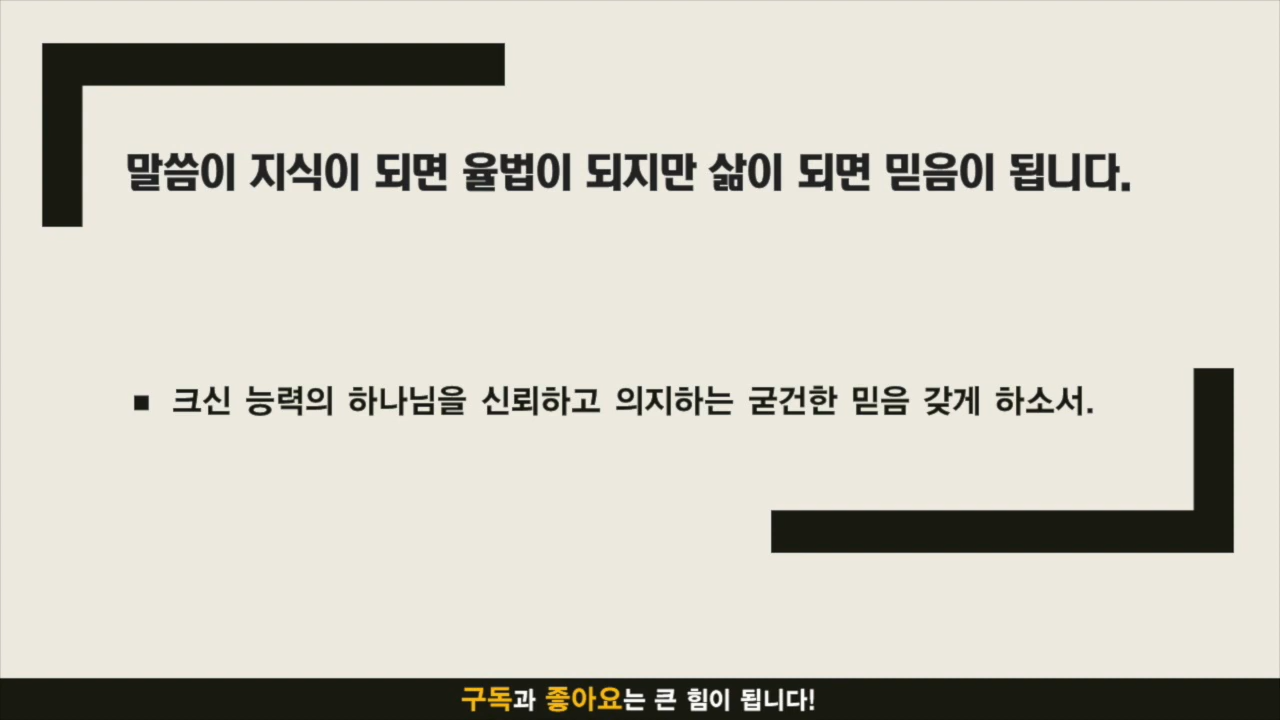 말씀이 지식이 되면 율법이 되지만 삶이 되면 믿음이 됩니다.
■ 크신 능력의 하나님을 신뢰하고 의지하는 굳건한 믿음 갖게 하소서.
구독과 좋아요는 큰 힘이 됩니다!